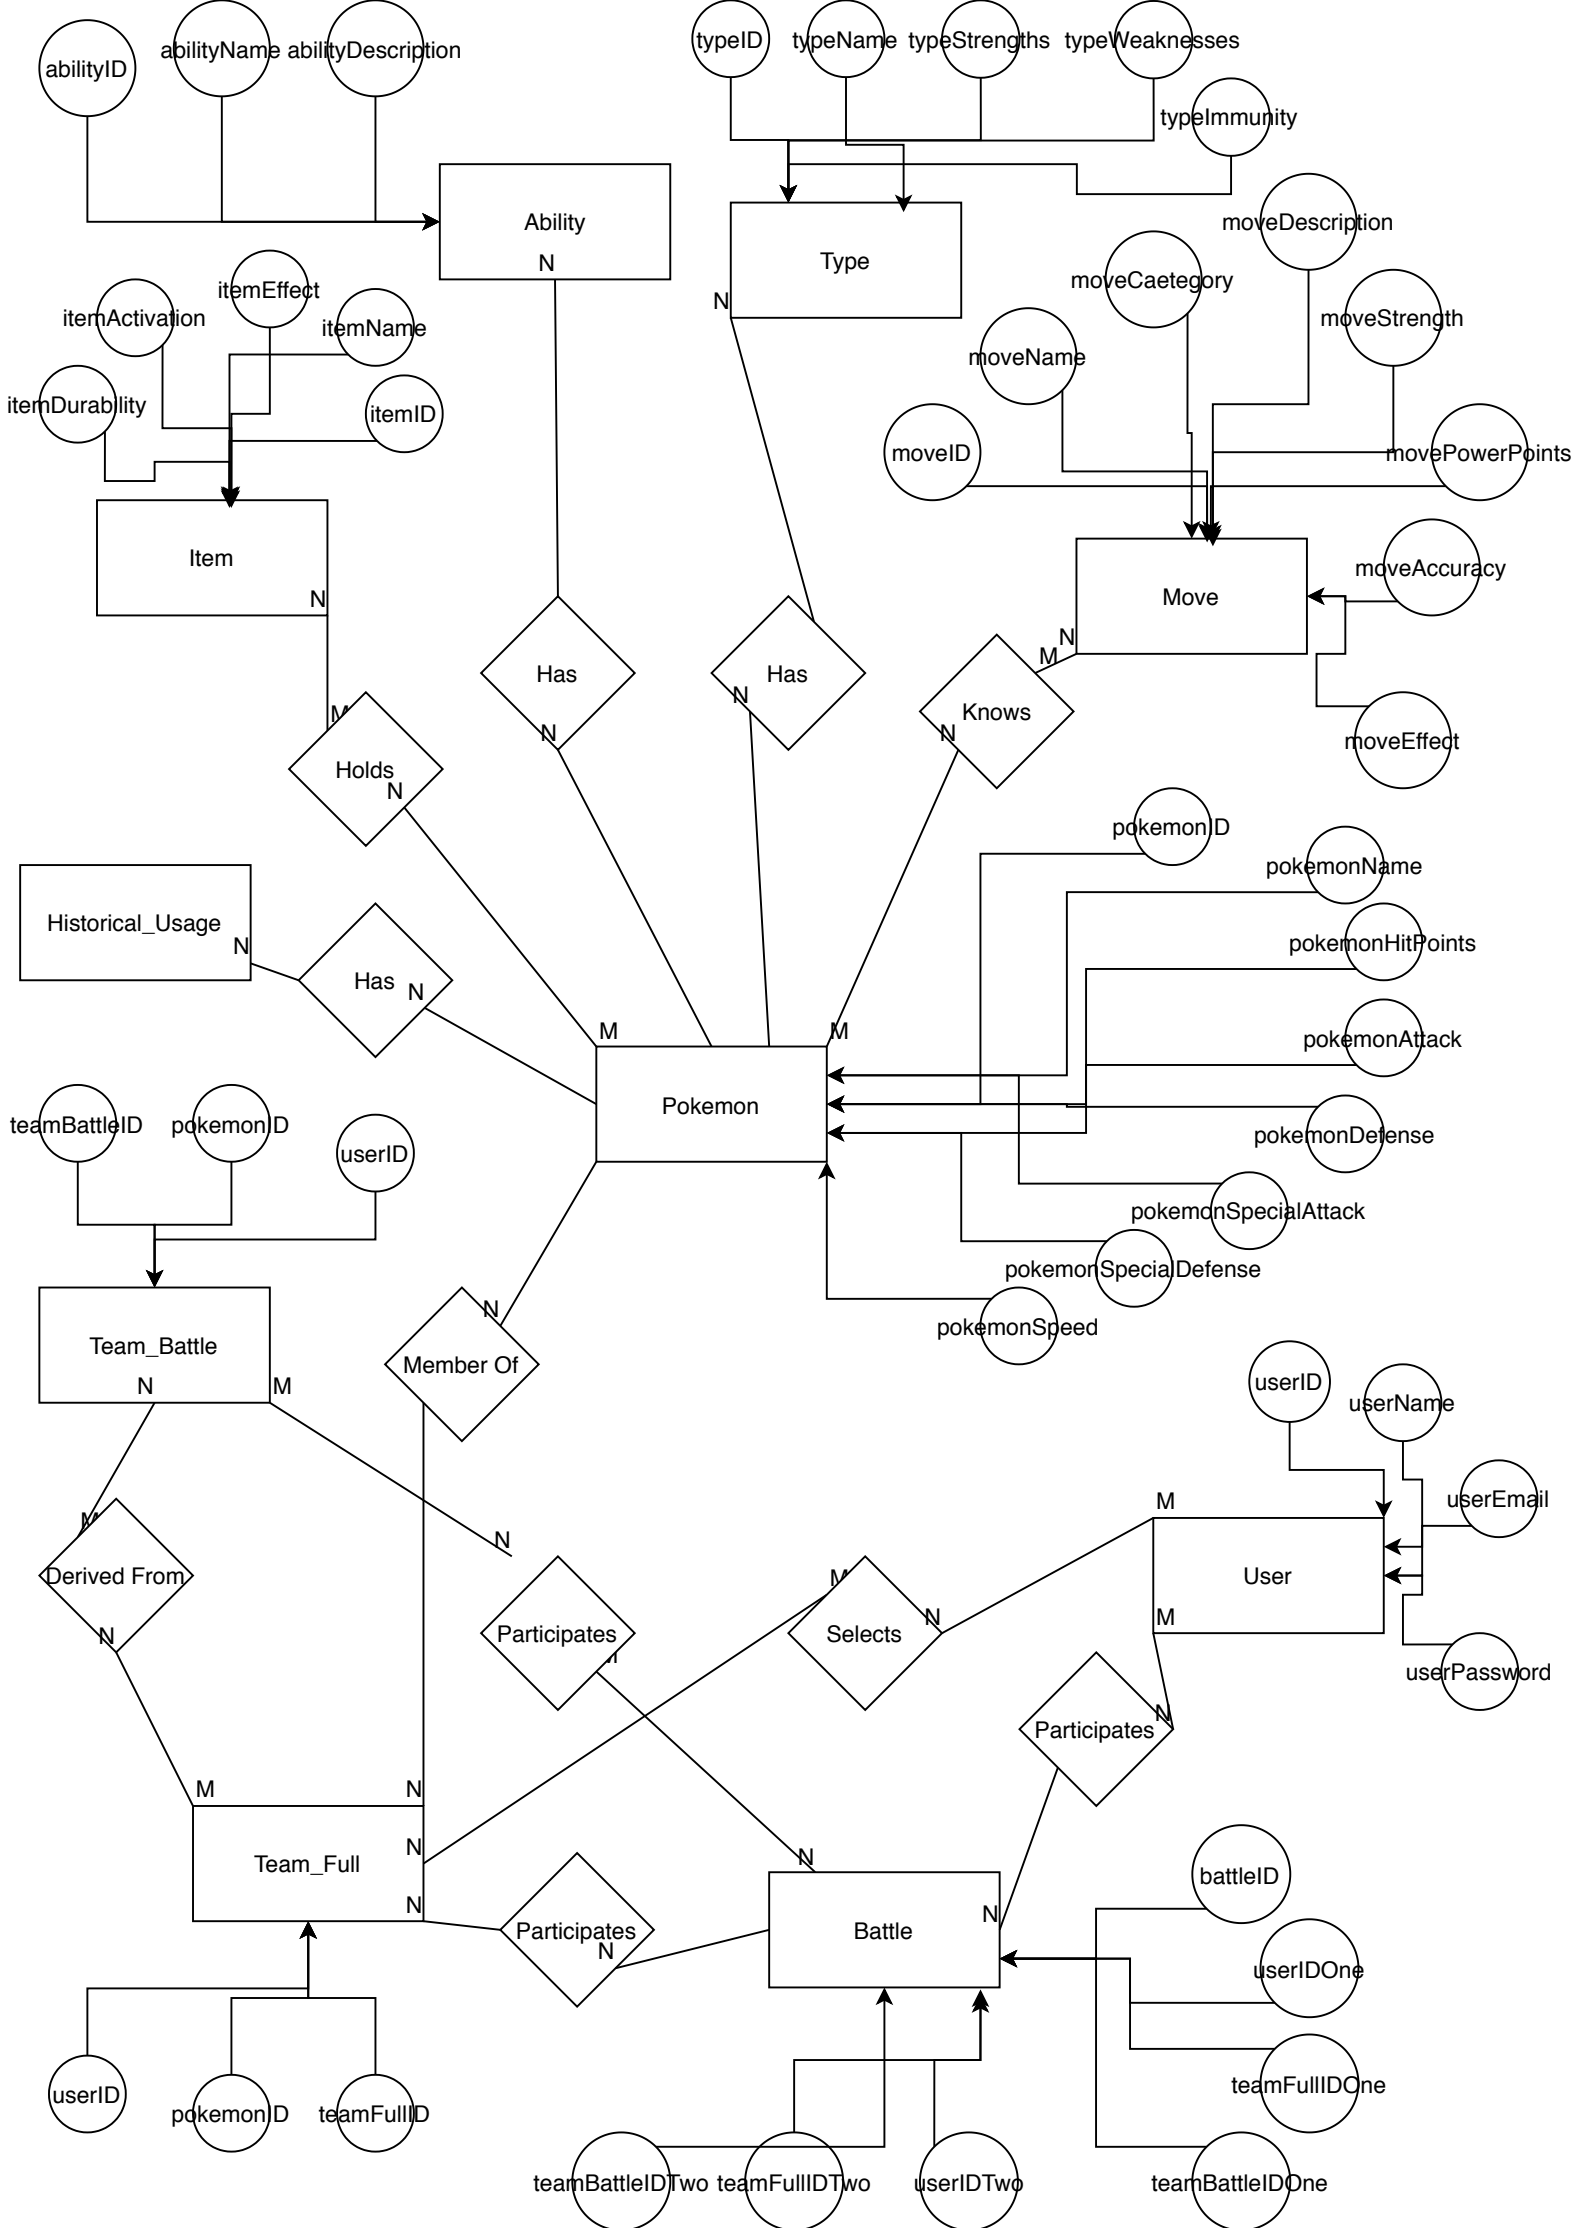 abilityID
abilityName
abilityDescription
typeID
typeName
typeStrengths
typeWeaknesses
typeImmunity
Ability
N
Type
N
moveDescription
moveCaetegory
moveStrength
moveName
moveID
movePowerPoints
itemEffect
itemActivation
itemName
itemDurability
itemID
Item
N
Move
N
M
moveAccuracy
moveEffect
Has
N
Has
N
Knows
N
M
Holds
N
Historical_Usage
N
Has
N
M
M
Pokemon
pokemonID
pokemonName
pokemonHitPoints
pokemonAttack
pokemonDefense
pokemonSpecialAttack
pokemonSpecialDefense
pokemonSpeed
teamBattleID
pokemonID
userID
Team_Battle
N
M
N
Member Of
userID
userName
userEmail
userPassword
M
User
M
M
Derived From
N
N
Participates
M
M
Selects
N
N
Participates
M
N
N
Team_Full
N
Participates
N
N
Battle
N
battleID
userIDOne
teamFullIDOne
teamBattleIDOne
userID
pokemonID
teamFullID
teamBattleIDTwo
teamFullIDTwo
userIDTwo